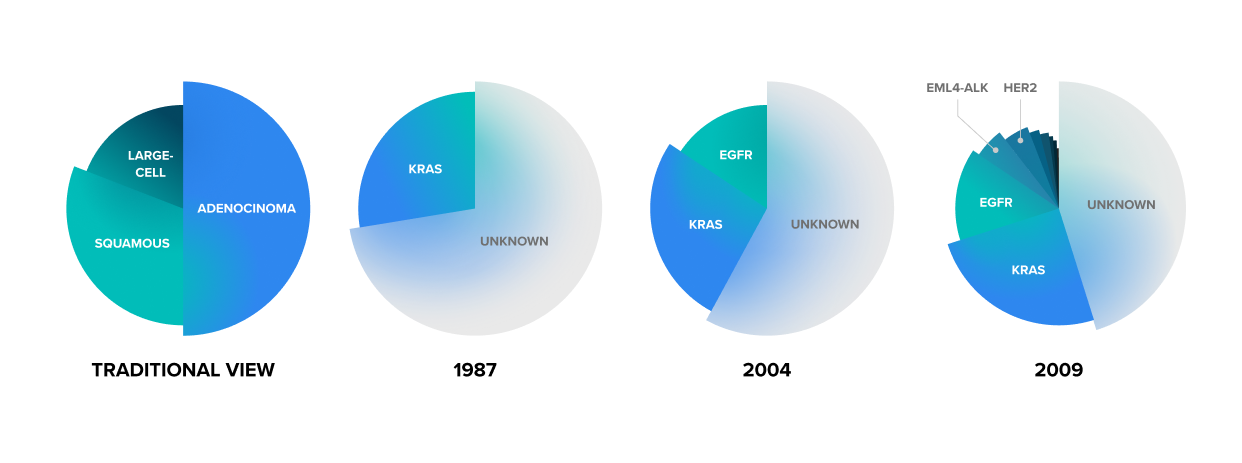 LARGE-
CELL
ADENOCINOMA
SQUAMOUS
TRADITIONAL VIEW
KRAS
UNKNOWN
1987
EGFR
KRAS
UNKNOWN
2004
EML4-ALK
HER2
EGFR
UNKNOWN
KRAS
2009